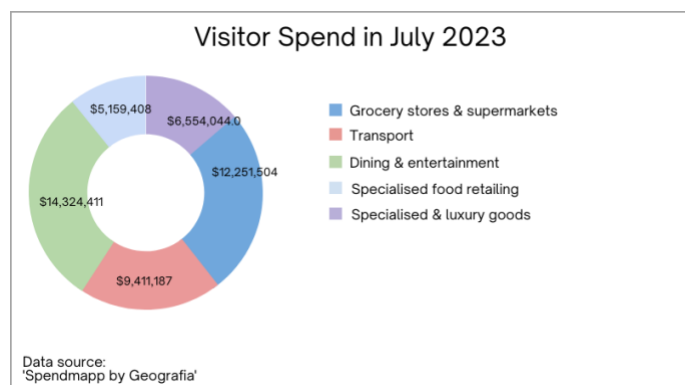 Visitor Spend in July 2023
$5,159,408
$6,554,044.0
$12,251,504
$14,324,411
$9,411,187
Grocery stores & supermarkets
Transport
Dining & entertainment
Specialised food retailing
Specialised & luxury goods
Data source:
'Spendmapp by Geografia'